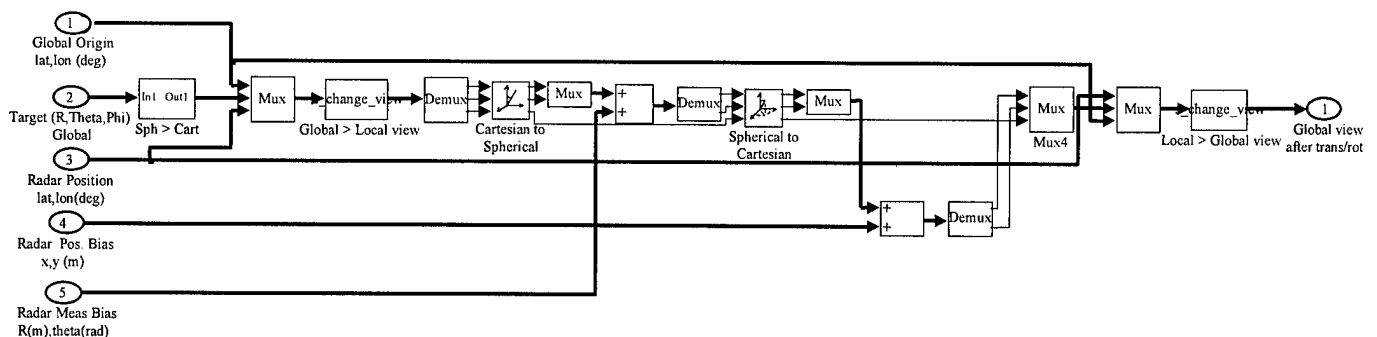 1
Global Origin
lat,lon (deg)
2
Target (R,Theta,Phi)
Global
In1 Out1
Sph > Cart
Mux
_change_view
Global > Local view
Demux
Cartesian to
Spherical
Mux
+
+
Demux
Spherical to
Cartesian
Mux
Mux
Mux4
Mux
_change_view
Local > Global view
1
Global view
after trans/rot
3
Radar Position
lat,lon(deg)
4
Radar Pos. Bias
x,y (m)
+
+
Demux
5
Radar Meas Bias
R(m),theta(rad)